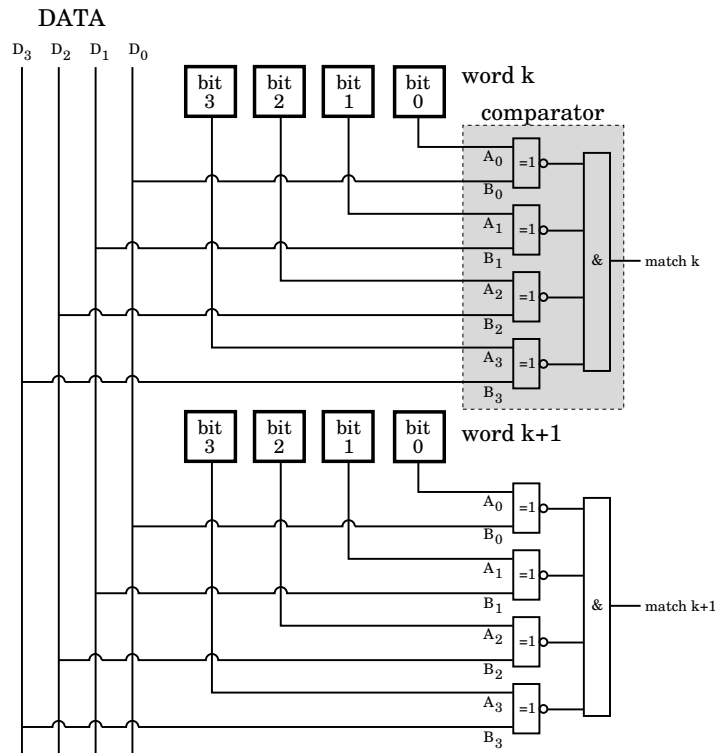 DATA
D3 D2 D1 D0
bit 3 bit 2 bit 1 bit 0 word k
comparator
A0 =1
B0
A1 =1
B1
& match k
A2 =1
B2
A3 =1
B3
bit 3 bit 2 bit 1 bit 0 word k+1
A0 =1
B0
A1 =1
B1
& match k+1
A2 =1
B2
A3 =1
B3